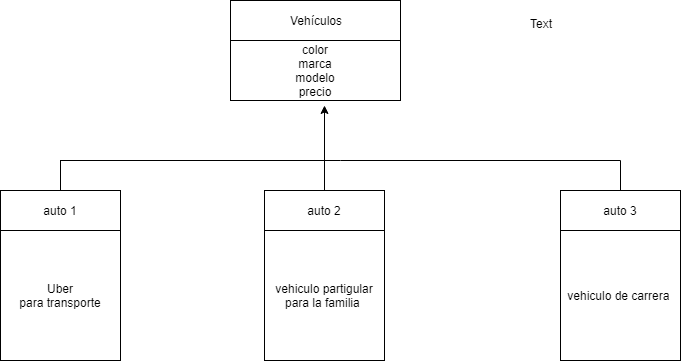 Vehículos
Text
color
marca
modelo
precio
auto 1
auto 2
auto 3
Uber
para transporte
vehiculo partigular
para la familia
vehiculo de carrera